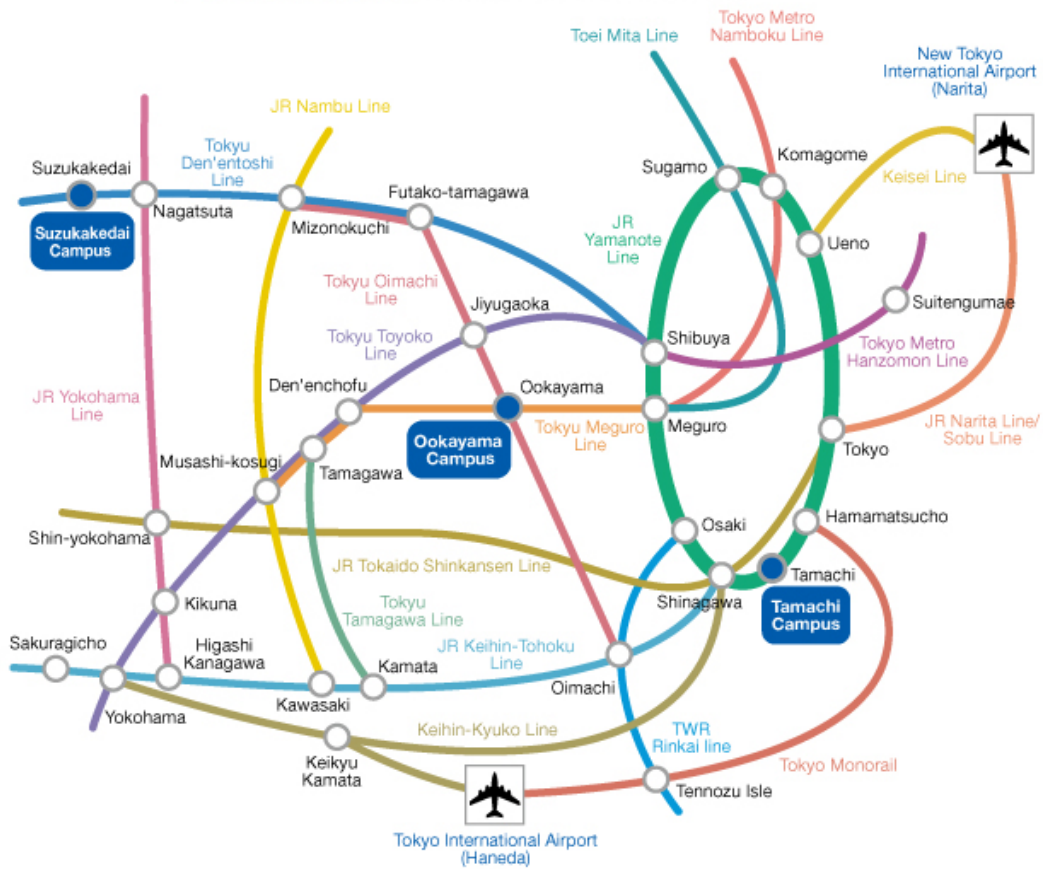 Tokyo Metro
Namboku Line
Toei Mita Line
New Tokyo
International Airport
(Narita)
JR Nambu Line
Tokyu
Den'entoshi
Line
Suzukakedai
Futako-tamagawa
Sugamo
Komagome
Keisei Line
Nagatsuta
Mizonokuchi
Suzukakedai
Campus
JR
Yamanote
Line
Ueno
Tokyu Oimachi
Line
Jiyugaoka
Suitengumae
Tokyu Toyoko
Line
Shibuya
Tokyo Metro
Hanzomon Line
Den'enchofu
Ookayama
JR Yokohama
Line
Tokyu Meguro
Line
Meguro
JR Narita Line/
Sobu Line
Ookayama
Campus
Tokyo
Musashi-kosugi
Tamagawa
Osaki
Hamamatsucho
Shin-yokohama
JR Tokaido Shinkansen Line
Tamachi
Shinagawa
Kikuna
Tokyu
Tamagawa Line
Tamachi
Campus
Sakuragicho
Higashi
Kanagawa
JR Keihin-Tohoku
Line
Kamata
Oimachi
Kawasaki
Yokohama
Keihin-Kyuko Line
TWR
Rinkai line
Keikyu
Kamata
Tokyo Monorail
Tennozu Isle
Tokyo International Airport
(Haneda)